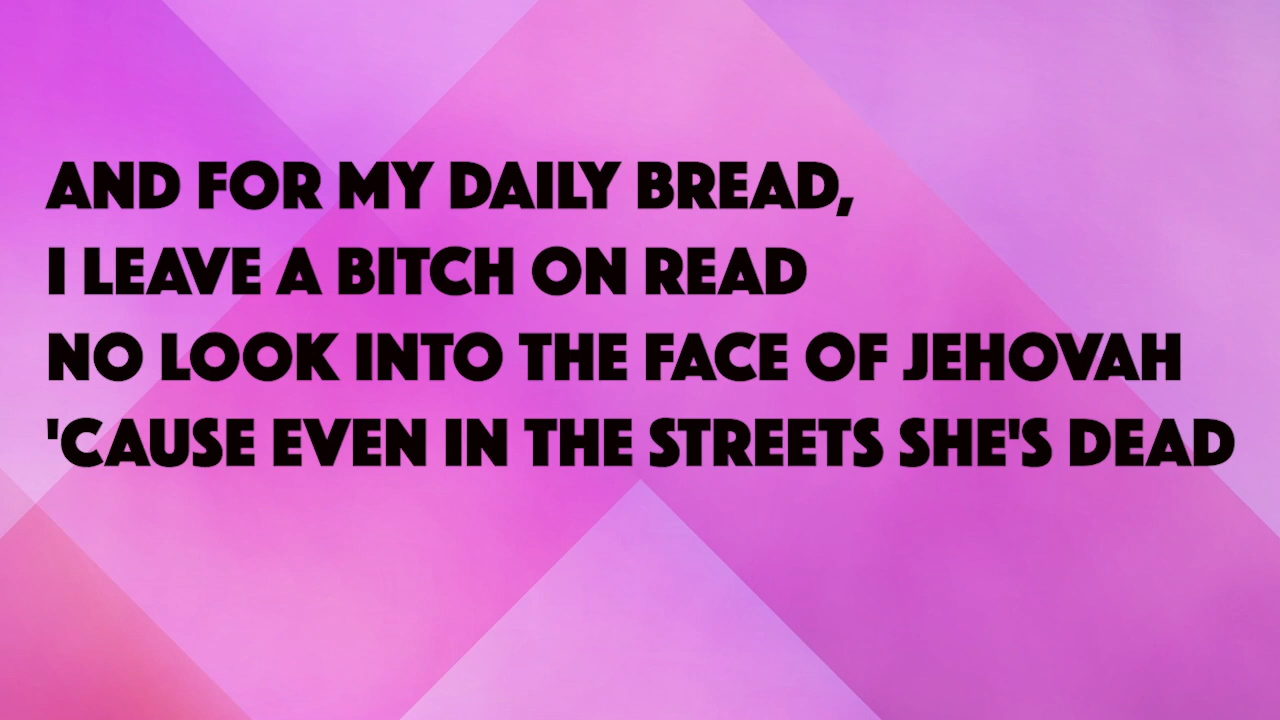 AND FOR MY DAILY BREAD,
I LEAVE A BITCH ON READ
NO LOOK INTO THE FACE OF JEHOVAH
'CAUSE EVEN IN THE STREETS SHE'S DEAD